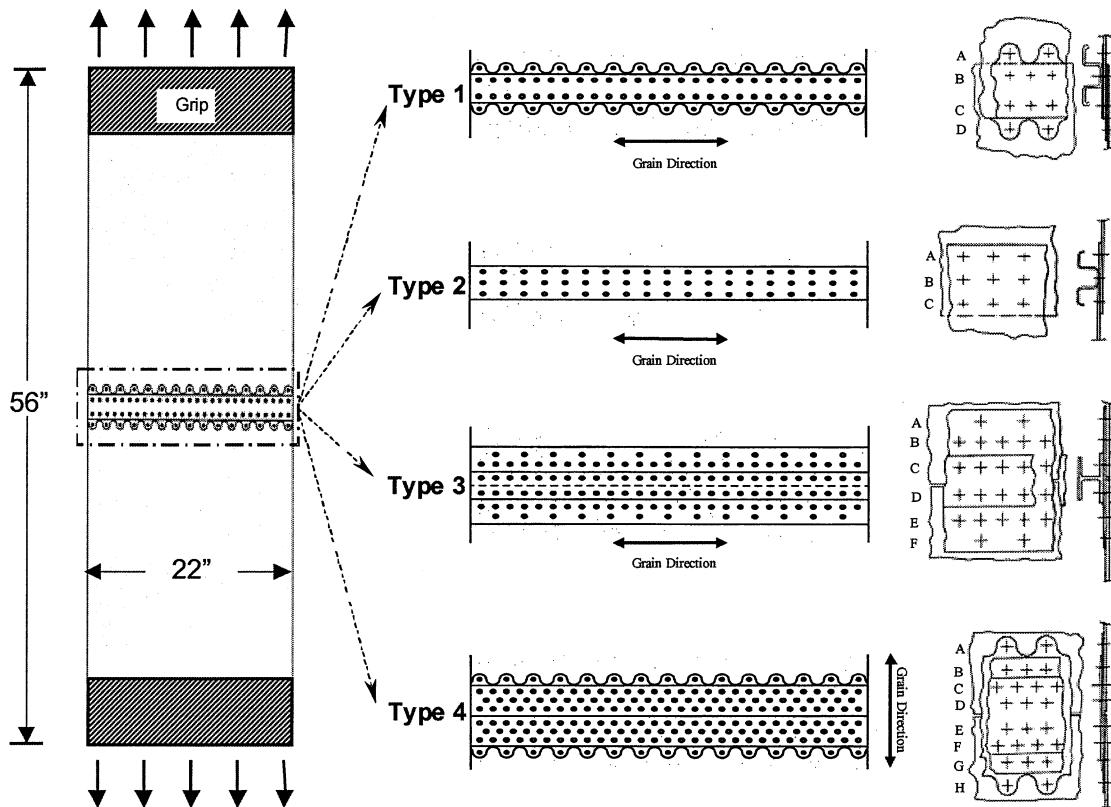 Grip
56”
22”
Type 1
Grain Direction
A
B
C
D
Type 2
Grain Direction
A
B
C
Type 3
Grain Direction
A
B
C
D
E
F
Type 4
Grain Direction
A
B
C
D
E
F
G
H